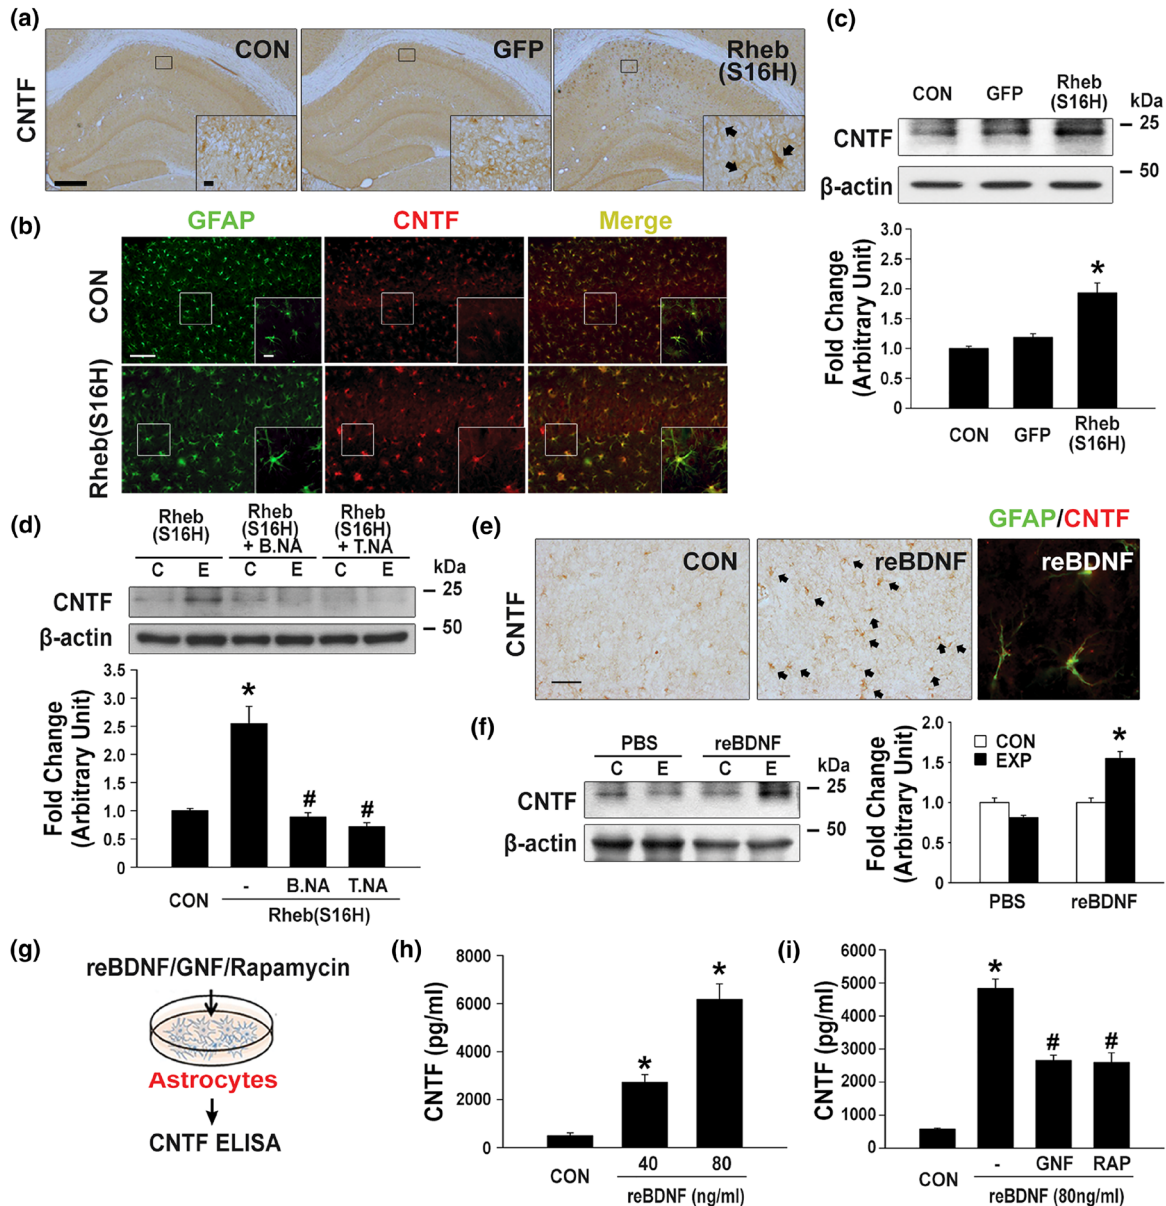 (a)
CNTF
CON
GFP
Rheb
(S16H)
(b)
GFAP
CNTF
Merge
CON
Rheb(S16H)
(c)
CON
GFP
Rheb
(S16H)
kDa
CNTF
25
β-actin
50
Fold Change
(Arbitrary Unit)
3.0
2.5
2.0
1.5
1.0
0.5
0
*
CON
GFP
Rheb
(S16H)
(d)
Rheb
(S16H)
Rheb
(S16H)
+ B.NA
Rheb
(S16H)
+ T.NA
C E C E C E
kDa
CNTF
25
β-actin
50
Fold Change
(Arbitrary Unit)
3.5
3.0
2.5
2.0
1.5
1.0
0.5
0
*
#
#
CON
- B.NA T.NA
Rheb(S16H)
(e)
CNTF
CON
reBDNF
GFAP/CNTF
reBDNF
(f)
PBS reBDNF
C E C E
kDa
CNTF
25
β-actin
50
Fold Change
(Arbitrary Unit)
2.0
1.5
1.0
0.5
0
CON
EXP
*
PBS
reBDNF
(g)
reBDNF/GNF/Rapamycin
Astrocytes
CNTF ELISA
(h)
CNTF (pg/ml)
8000
6000
4000
2000
0
*
*
CON
40 80
reBDNF (ng/ml)
(i)
CNTF (pg/ml)
6000
5000
4000
3000
2000
1000
0
*
#
#
CON
- GNF RAP
reBDNF (80ng/ml)